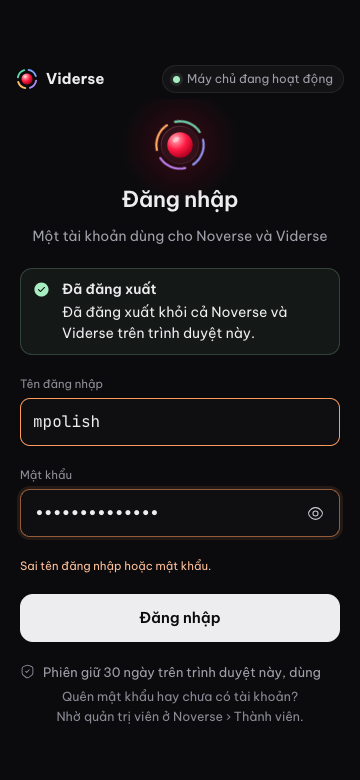 Viderse
Máy chủ đang hoạt động
Đăng nhập
Một tài khoản dùng cho Noverse và Viderse
Đã đăng xuất
Đã đăng xuất khỏi cả Noverse và
Viderse trên trình duyệt này.
Tên đăng nhập
mpolish
Mật khẩu
••••••••••••••
Sai tên đăng nhập hoặc mật khẩu.
Đăng nhập
Phiên giữ 30 ngày trên trình duyệt này, dùng
Quên mật khẩu hay chưa có tài khoản?
Nhờ quản trị viên ở Noverse › Thành viên.